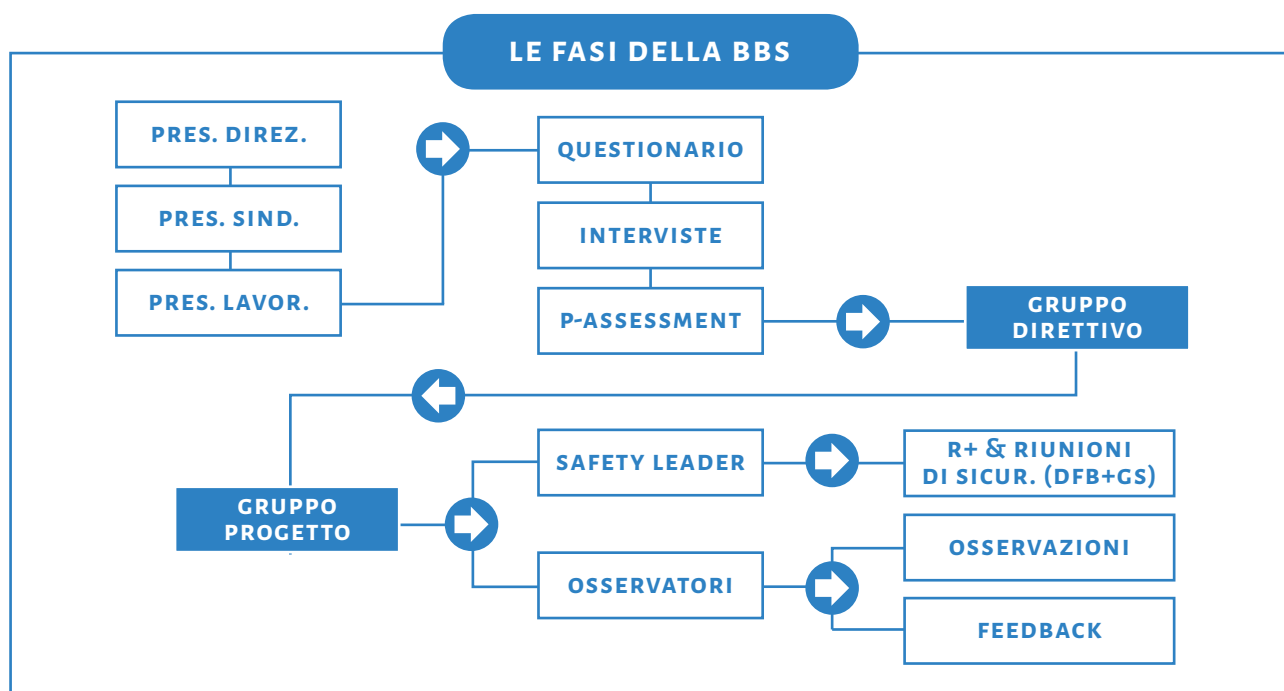 LE FASI DELLA BBS
PRES. DIREZ.
PRES. SIND.
PRES. LAVOR.
QUESTIONARIO
INTERVISTE
P-ASSESSMENT
GRUPPO
DIRETTIVO
GRUPPO
PROGETTO
SAFETY LEADER
R+ & RIUNIONI
DI SICUR. (DFB+GS)
OSSERVATORI
OSSERVAZIONI
FEEDBACK